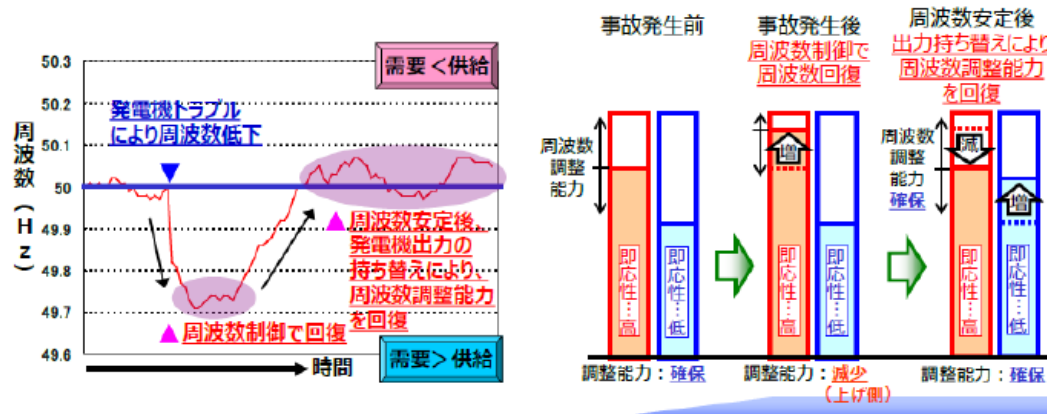 50.3
50.2
50.1
50
49.9
49.8
49.7
49.6
周波数（Hz）
需要＜供給
発電機トラブル
により周波数低下
▲周波数安定後、
発電機出力の
持ち替えにより、
周波数調整能力
を回復
▲周波数制御で回復
需要＞供給
時間
事故発生前
周波数
調整
能力
即応性…高
即応性…低
調整能力：確保
事故発生後
周波数制御で
周波数回復
増
即応性…高
即応性…低
調整能力：減少
（上げ側）
周波数安定後
出力持ち替えにより
周波数調整能力
を回復
周波数
調整
能力
確保
減
増
即応性…高
即応性…低
調整能力：確保